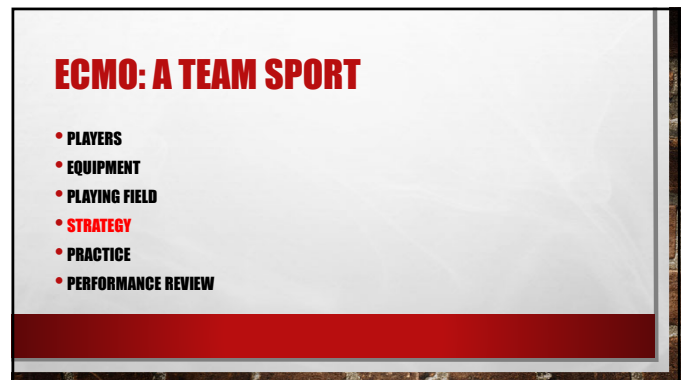 ECMO: A TEAM SPORT
• PLAYERS
• EQUIPMENT
• PLAYING FIELD
• STRATEGY
• PRACTICE
• PERFORMANCE REVIEW